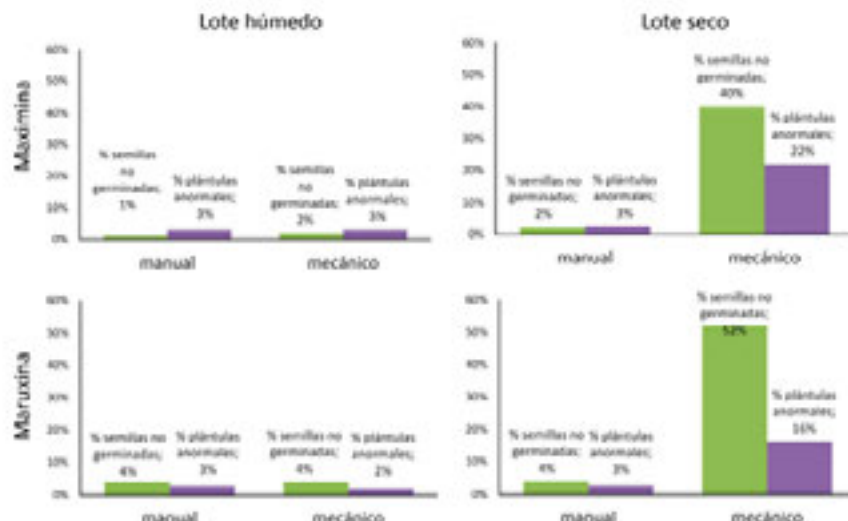 Lote húmedo
Lote seco
Maximina
60%
50%
40%
30%
20%
10%
0%
% semillas
no
germinadas;
1%
% plántulas
anormales;
3%
% semillas
no
germinadas;
2%
% plántulas
anormales;
3%
manual
mecánico
60%
50%
40%
30%
20%
10%
0%
% semillas no
germinadas;
2%
% plántulas
anormales;
3%
% semillas no
germinadas;
40%
% plántulas
anormales;
22%
manual
mecánico
Maruxina
60%
50%
40%
30%
20%
10%
0%
% semillas no
germinadas;
4%
% plántulas
anormales;
3%
% semillas no
germinadas;
4%
% plántulas
anormales;
2%
manual
mecánico
60%
50%
40%
30%
20%
10%
0%
% semillas no
germinadas;
4%
% plántulas
anormales;
3%
% semillas no
germinadas;
52%
% plántulas
anormales;
16%
manual
mecánico